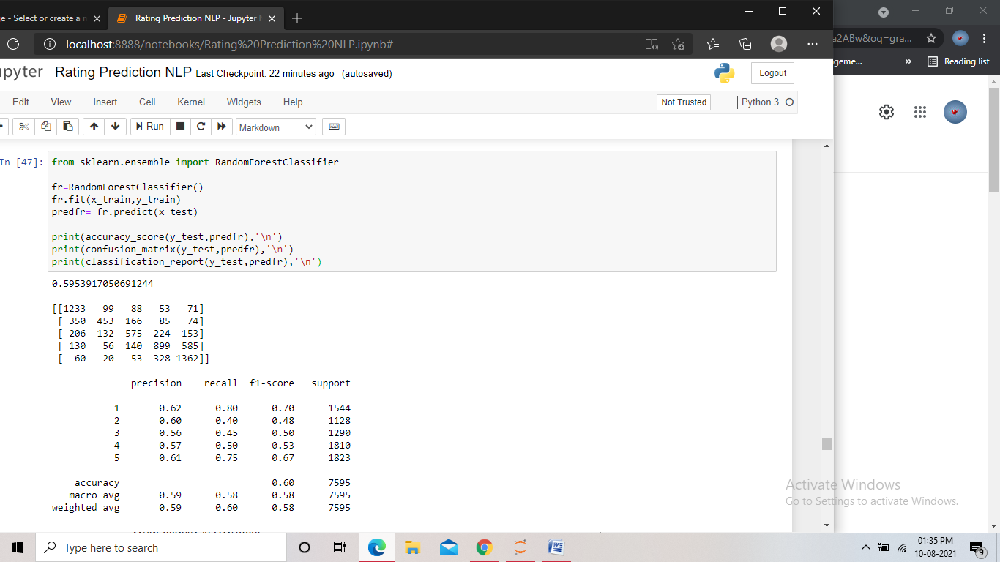 e - Select or create a n
Rating Prediction NLP - Jupyter
localhost:8888/notebooks/Rating%20Prediction%20NLP.ipynb#
a2ABw&oq=gra...
geme...
»
Reading list
upyter Rating Prediction NLP Last Checkpoint: 22 minutes ago (autosaved)
Logout
Edit View Insert Cell Kernel Widgets Help
Not Trusted
Python 3
Run
Markdown
In [47]:
from sklearn.ensemble import RandomForestClassifier
fr=RandomForestClassifier()
fr.fit(x_train,y_train)
predfr= fr.predict(x_test)
print(accuracy_score(y_test,predfr),'\n')
print(confusion_matrix(y_test,predfr),'\n')
print(classification_report(y_test,predfr),'\n')
0.5953917050691244
[[1233 99 88 53 71]
[ 350 453 166 85 74]
[ 206 132 575 224 153]
[ 130 56 140 899 585]
[ 60 20 53 328 1362]]
precision recall f1-score support
1 0.62 0.80 0.70 1544
2 0.60 0.40 0.48 1128
3 0.56 0.45 0.50 1290
4 0.57 0.50 0.53 1810
5 0.61 0.75 0.67 1823
accuracy 0.60 7595
macro avg 0.59 0.58 0.58 7595
weighted avg 0.59 0.60 0.58 7595
Activate Windows
Go to Settings to activate Windows.
Type here to search
01:35 PM
10-08-2021
9